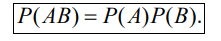 P(AB) = P(A)P(B).